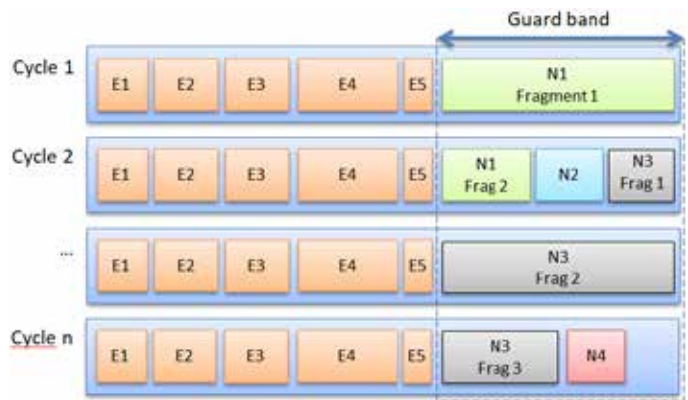 Guard band
Cycle 1
E1 E2 E3 E4 E5 N1
Fragment 1
Cycle 2
E1 E2 E3 E4 E5 N1 N2 N3
Frag 2 Frag 1
...
E1 E2 E3 E4 E5 N3
Frag 2
Cycle n
E1 E2 E3 E4 E5 N3 N4
Frag 3